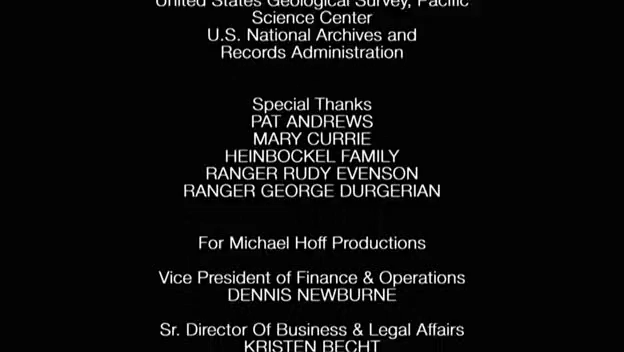 United States Geological Survey, Pacific
Science Center
U.S. National Archives and
Records Administration
Special Thanks
PAT ANDREWS
MARY CURRIE
HEINBOCKEL FAMILY
RANGER RUDY EVENSON
RANGER GEORGE DURGERIAN
For Michael Hoff Productions
Vice President of Finance & Operations
DENNIS NEWBURNE
Sr. Director Of Business & Legal Affairs
KRISTEN BECHT